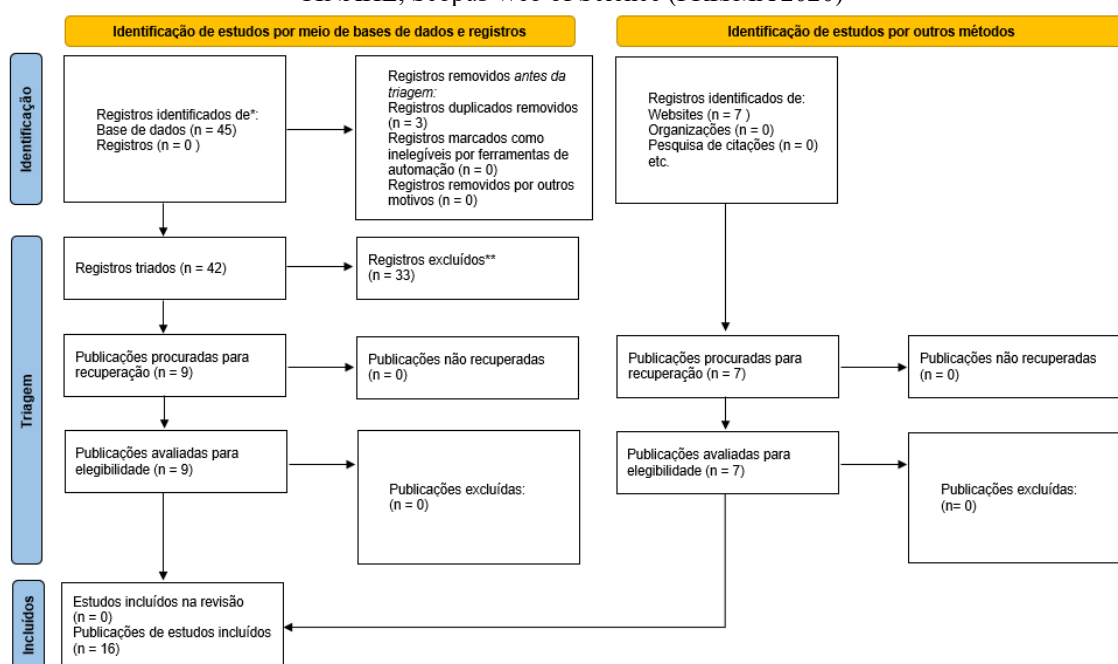 Identificação de estudos por meio de bases de dados e registros
Identificação de estudos por outros métodos
Identificação
Registros identificados de*:
Base de dados (n = 45)
Registros (n = 0 )
Registros removidos antes da
triagem:
Registros duplicados removidos
(n = 3)
Registros marcados como
inelegíveis por ferramentas de
automação (n = 0)
Registros removidos por outros
motivos (n = 0)
Registros identificados de:
Websites (n = 7 )
Organizações (n = 0)
Pesquisa de citações (n = 0)
etc.
Triagem
Registros triados (n = 42)
Registros excluídos**
(n = 33)
Publicações procuradas para
recuperação (n = 9)
Publicações não recuperadas
(n = 0)
Publicações procuradas para
recuperação (n = 7)
Publicações não recuperadas
(n = 0)
Publicações avaliadas para
elegibilidade (n = 9)
Publicações excluídas:
(n = 0)
Publicações avaliadas para
elegibilidade (n = 7)
Publicações excluídas:
(n= 0)
Incluídos
Estudos incluídos na revisão
(n = 0)
Publicações de estudos incluídos
(n = 16)